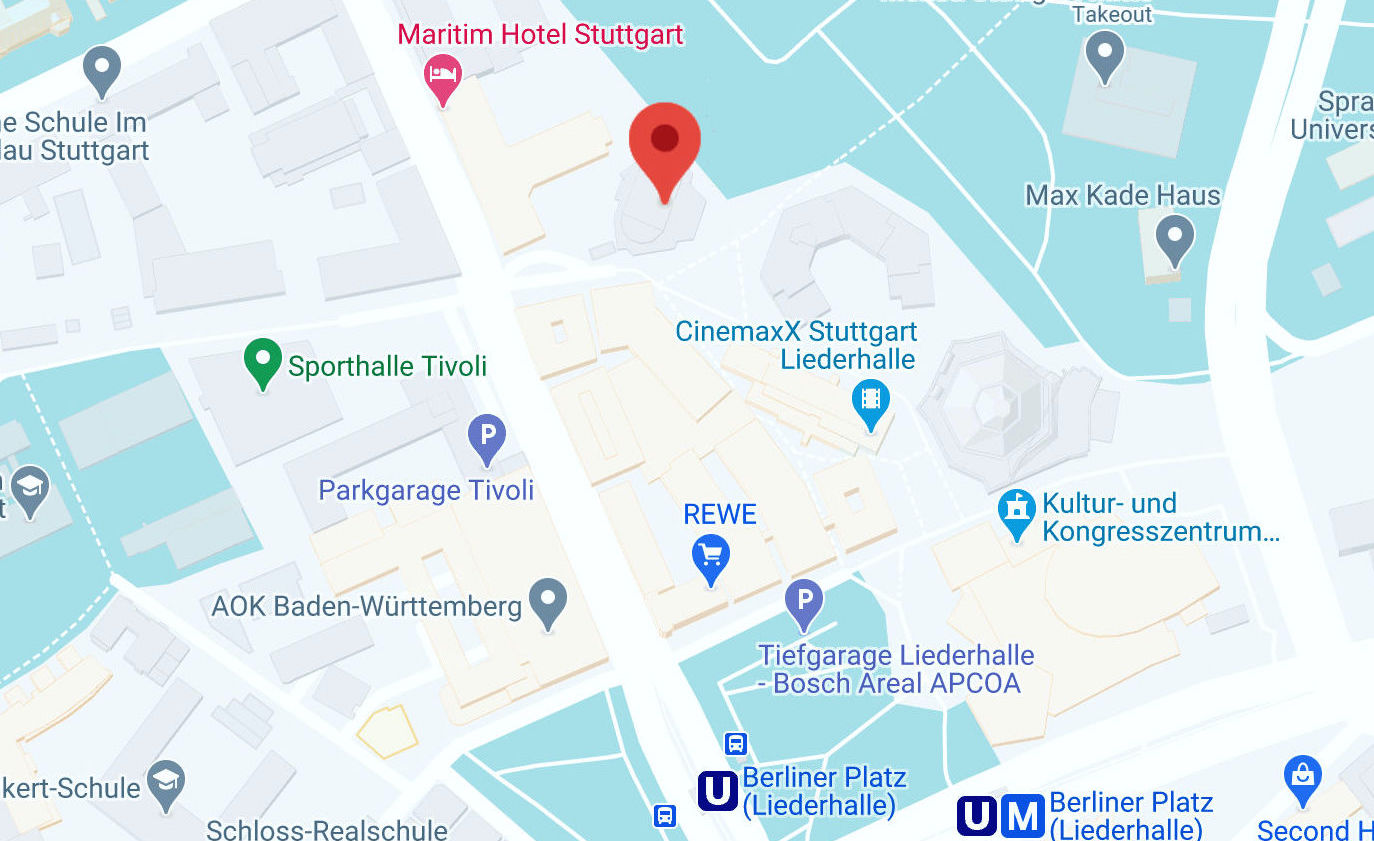 Takeout
Maritim Hotel Stuttgart
e Schule Im
lau Stuttgart
Spra
Univers
Max Kade Haus
CinemaxX Stuttgart
Liederhalle
Sporthalle Tivoli
P
Parkgarage Tivoli
REWE
Kultur- und
Kongresszentrum...
AOK Baden-Württemberg
P
Tiefgarage Liederhalle
- Bosch Areal APCOA
U Berliner Platz
(Liederhalle)
kert-Schule
U M Berliner Platz
(Liederhalle)
Schloss-Realschule
Second H